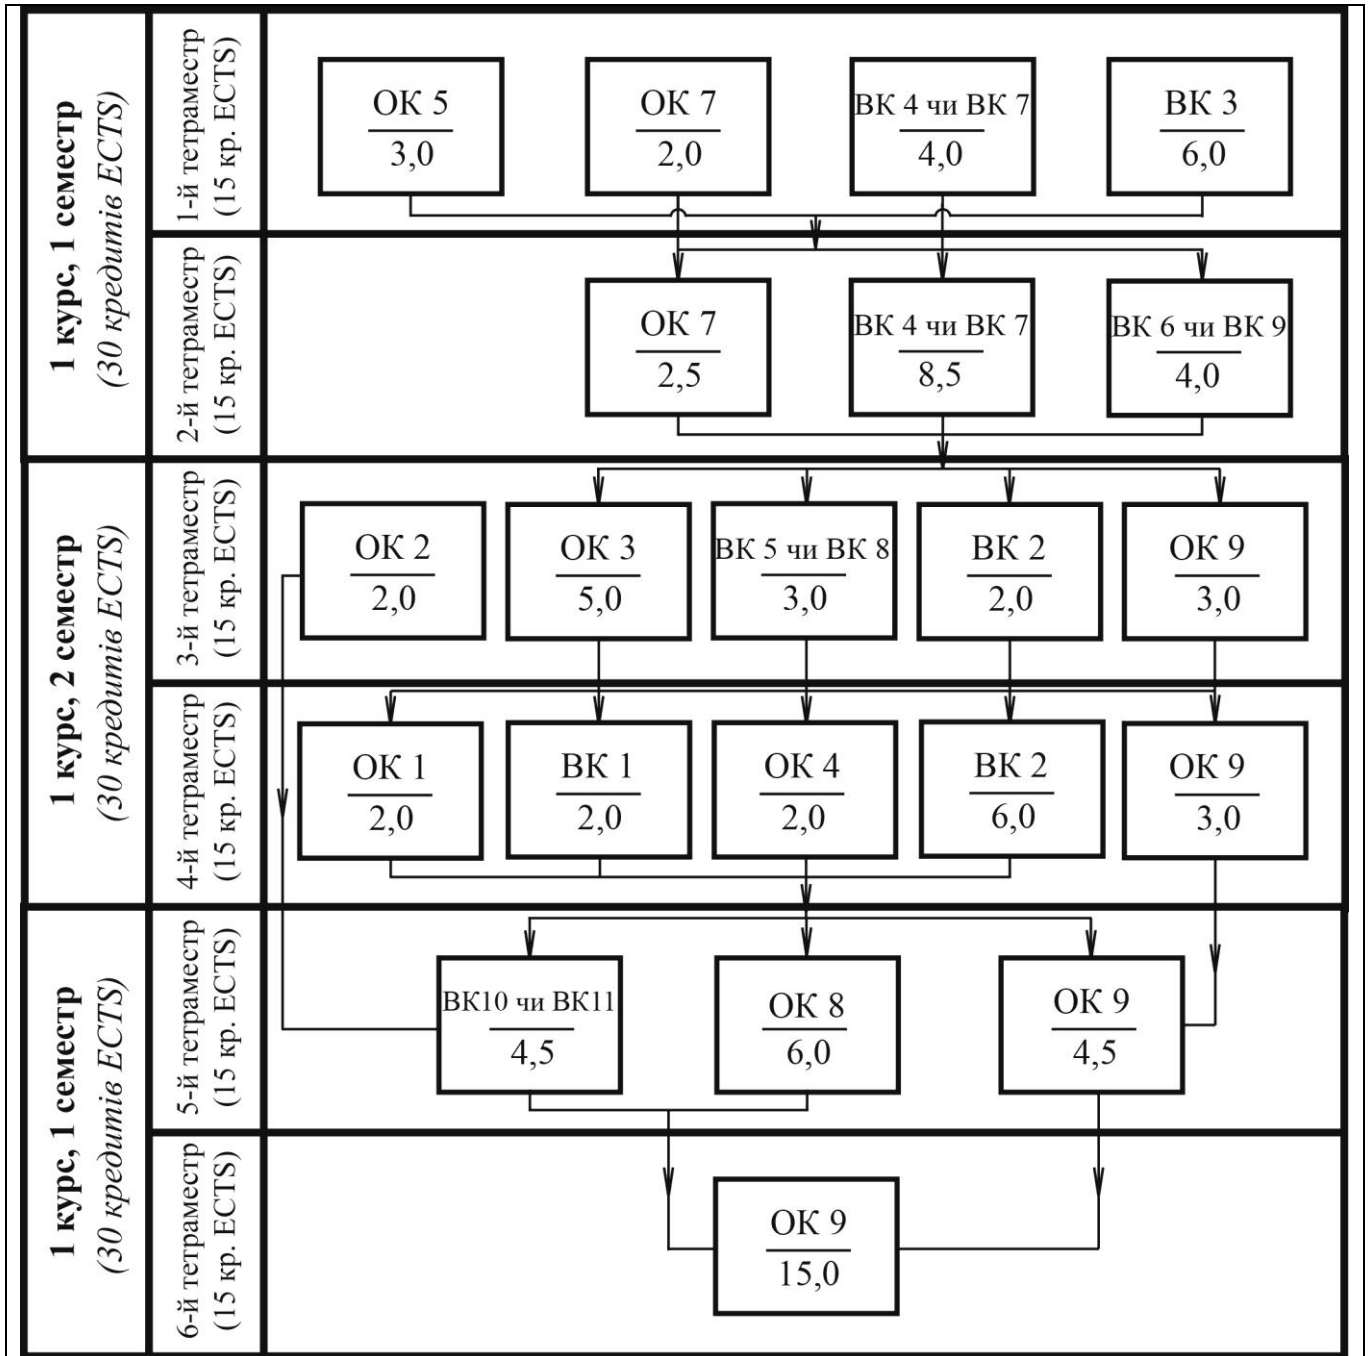 1 курс, 1 семестр
(30 кредитів ECTS)
1-й тетраместр
(15 кр. ECTS)
ОК 5
3,0
ОК 7
2,0
ВК 4 чи ВК 7
4,0
ВК 3
6,0
2-й тетраместр
(15 кр. ECTS)
ОК 7
2,5
ВК 4 чи ВК 7
8,5
ВК 6 чи ВК 9
4,0
1 курс, 2 семестр
(30 кредитів ECTS)
3-й тетраместр
(15 кр. ECTS)
ОК 2
2,0
ОК 3
5,0
ВК 5 чи ВК 8
3,0
ВК 2
2,0
ОК 9
3,0
4-й тетраместр
(15 кр. ECTS)
ОК 1
2,0
ВК 1
2,0
ОК 4
2,0
ВК 2
6,0
ОК 9
3,0
1 курс, 1 семестр
(30 кредитів ECTS)
5-й тетраместр
(15 кр. ECTS)
ВК10 чи ВК11
4,5
ОК 8
6,0
ОК 9
4,5
6-й тетраместр
(15 кр. ECTS)
ОК 9
15,0